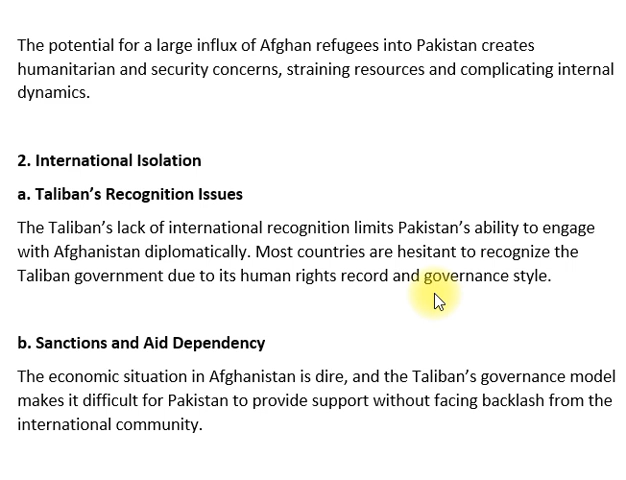 The potential for a large influx of Afghan refugees into Pakistan creates
humanitarian and security concerns, straining resources and complicating internal
dynamics.
2. International Isolation
a. Taliban’s Recognition Issues
The Taliban’s lack of international recognition limits Pakistan’s ability to engage
with Afghanistan diplomatically. Most countries are hesitant to recognize the
Taliban government due to its human rights record and governance style.
b. Sanctions and Aid Dependency
The economic situation in Afghanistan is dire, and the Taliban’s governance model
makes it difficult for Pakistan to provide support without facing backlash from the
international community.